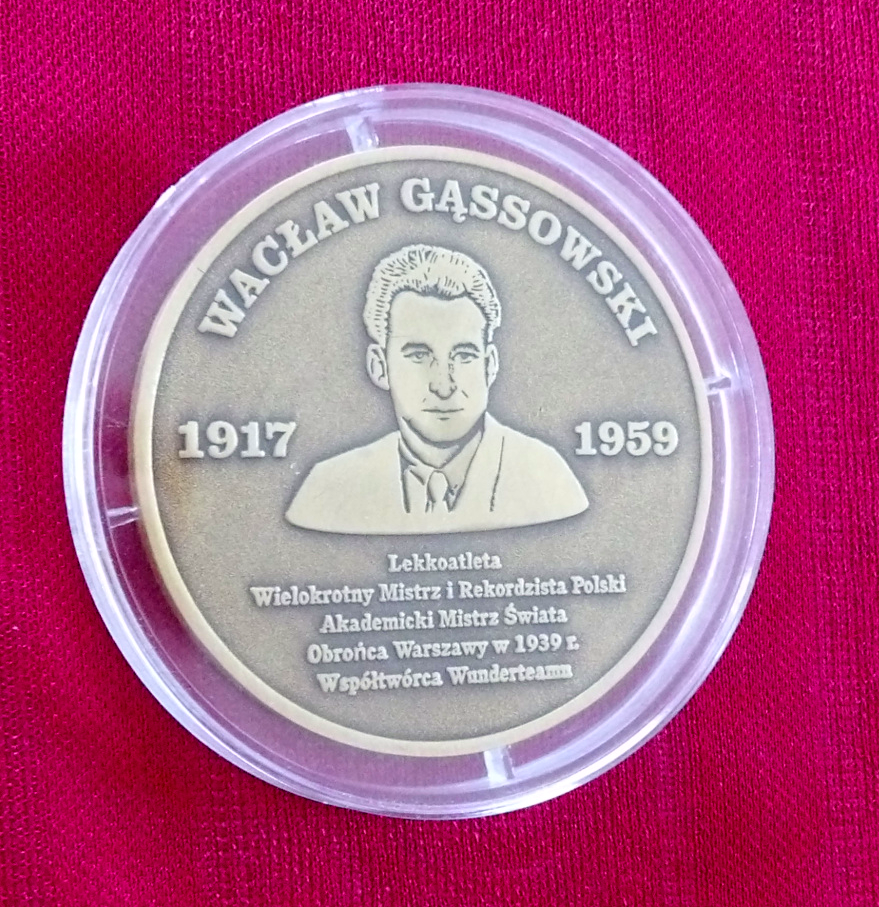 WACŁAW GĄSSOWSKI
1917 1959
Lekkoatleta
Wielokrotny Mistrz i Rekordzista Polski
Akademicki Mistrz Świata
Obrońca Warszawy w 1939 r.
Współtwórca Wunderteamu